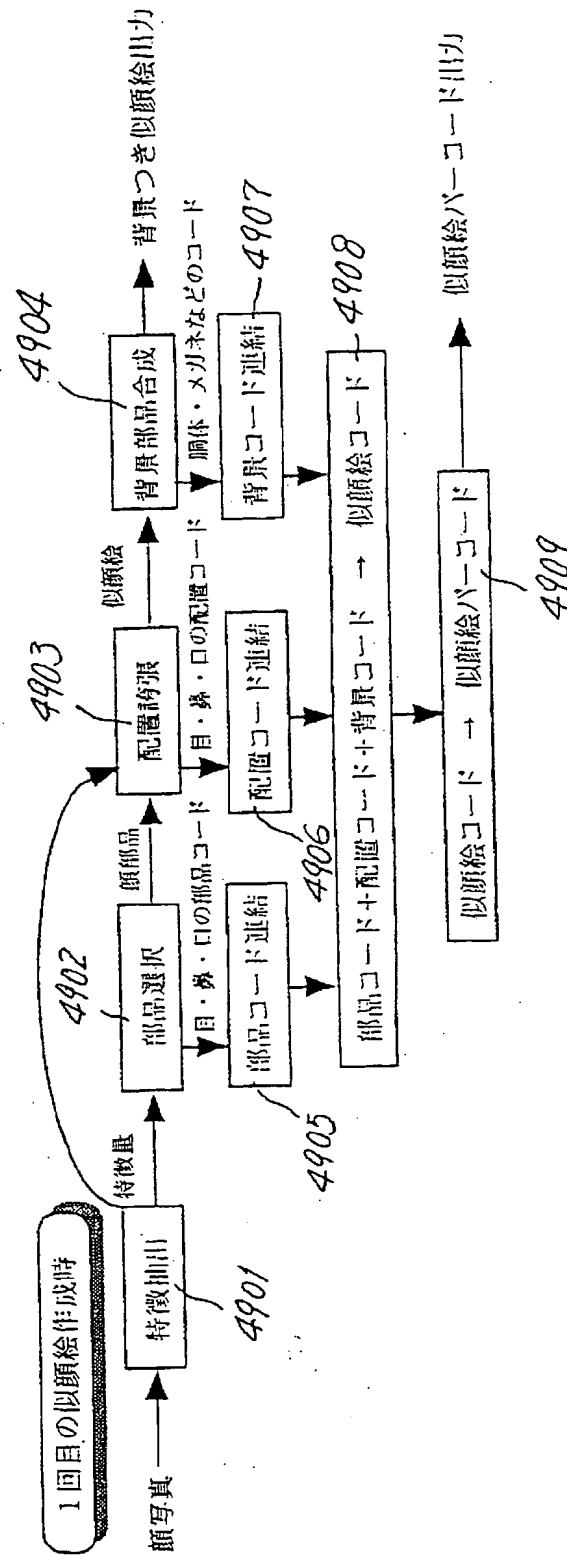 1回目の似顔絵作成時
顔写真
特徴抽出
4901
特徴量
部品選択
4902
顔部品
配置誇張
4903
似顔絵
背景部品合成
4904
背景つき似顔絵出力
目・鼻・口の部品コード
目・鼻・口の配置コード
胴体・メガネなどのコード
部品コード連結
4905
配置コード連結
4906
背景コード連結
4907
部品コード+配置コード+背景コード → 似顔絵コード
4908
似顔絵コード → 似顔絵バーコード
4909
似顔絵バーコード出力